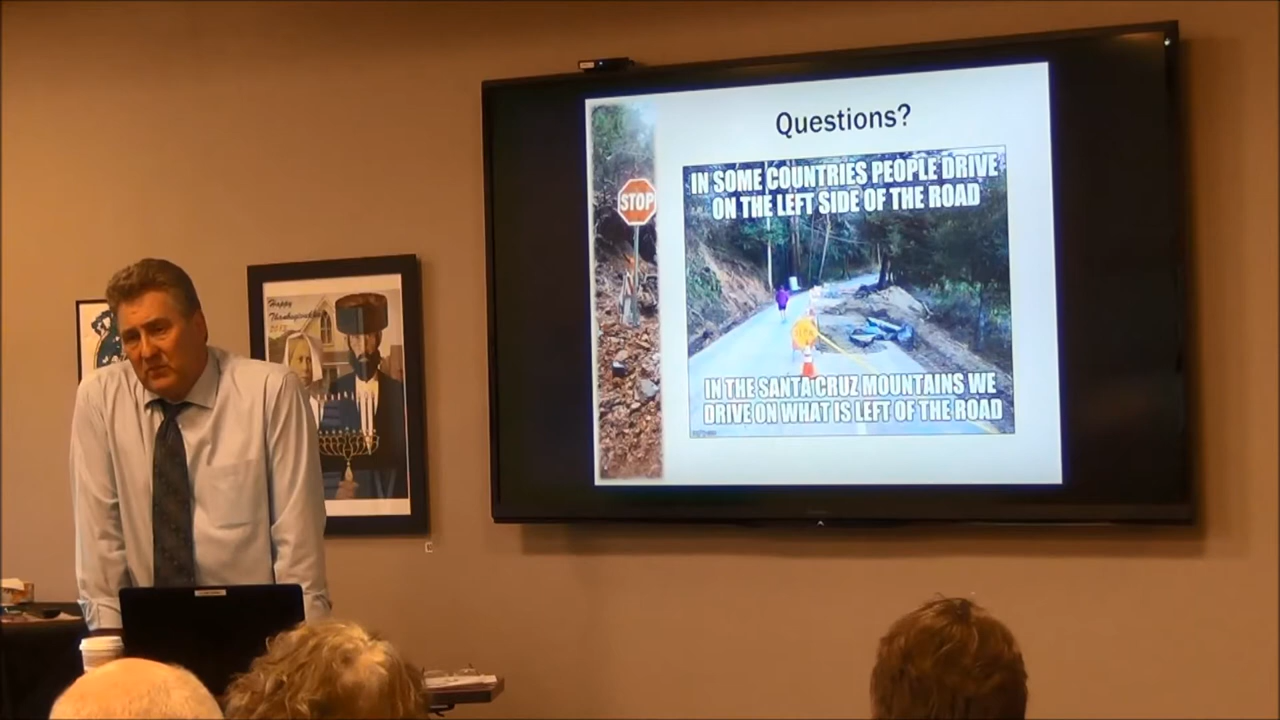 Questions?
IN SOME COUNTRIES PEOPLE DRIVE
ON THE LEFT SIDE OF THE ROAD
STOP
IN THE SANTA CRUZ MOUNTAINS WE
DRIVE ON WHAT IS LEFT OF THE ROAD
Happy